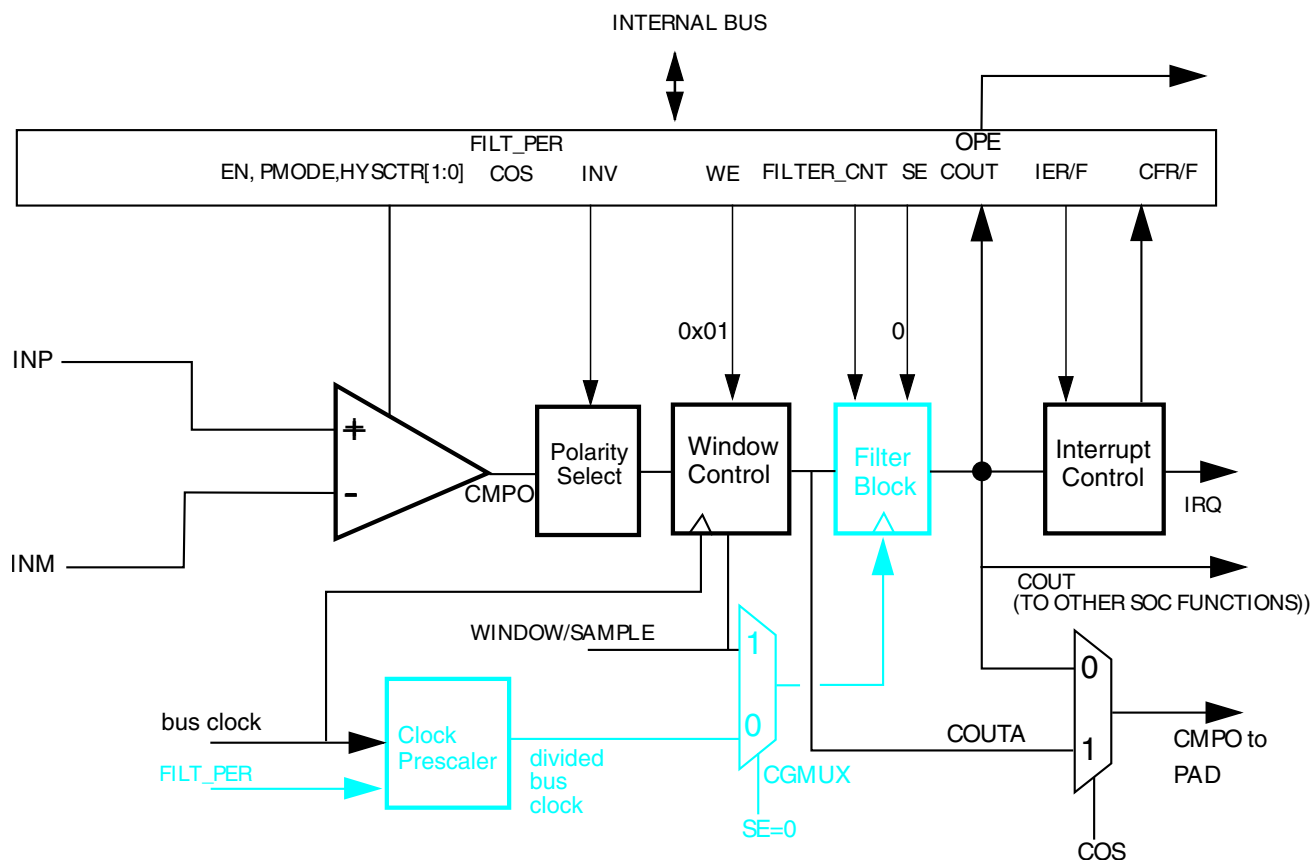 INTERNAL BUS
FILT_PER
OPE
EN, PMODE,HYSCTR[1:0]
COS
INV
WE
FILTER_CNT
SE
COUT
IER/F
CFR/F
0x01
0
INP
+
-
INM
CMPO
Polarity
Select
Window
Control
Filter
Block
Interrupt
Control
IRQ
COUT
(TO OTHER SOC FUNCTIONS))
WINDOW/SAMPLE
1
0
CGMUX
SE=0
bus clock
FILT_PER
Clock
Prescaler
divided
bus
clock
COUTA
0
1
CMPO to
PAD
COS